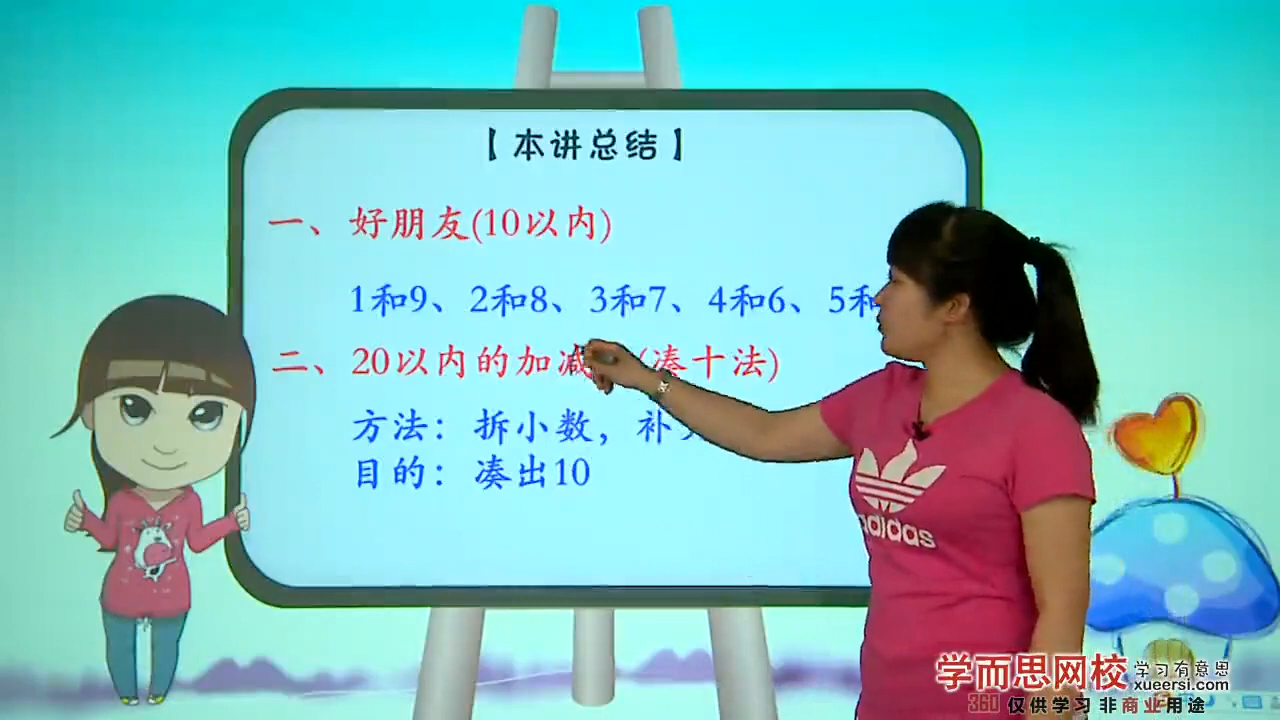 【本讲总结】
一、好朋友(10以内)
1和9、2和8、3和7、4和6、5和
二、20以内的加减 (凑十法)
方法：拆小数，补
目的：凑出10
adidas
学而思网校 学习有意思
xueersi.com
360 仅供学习 非商业用途